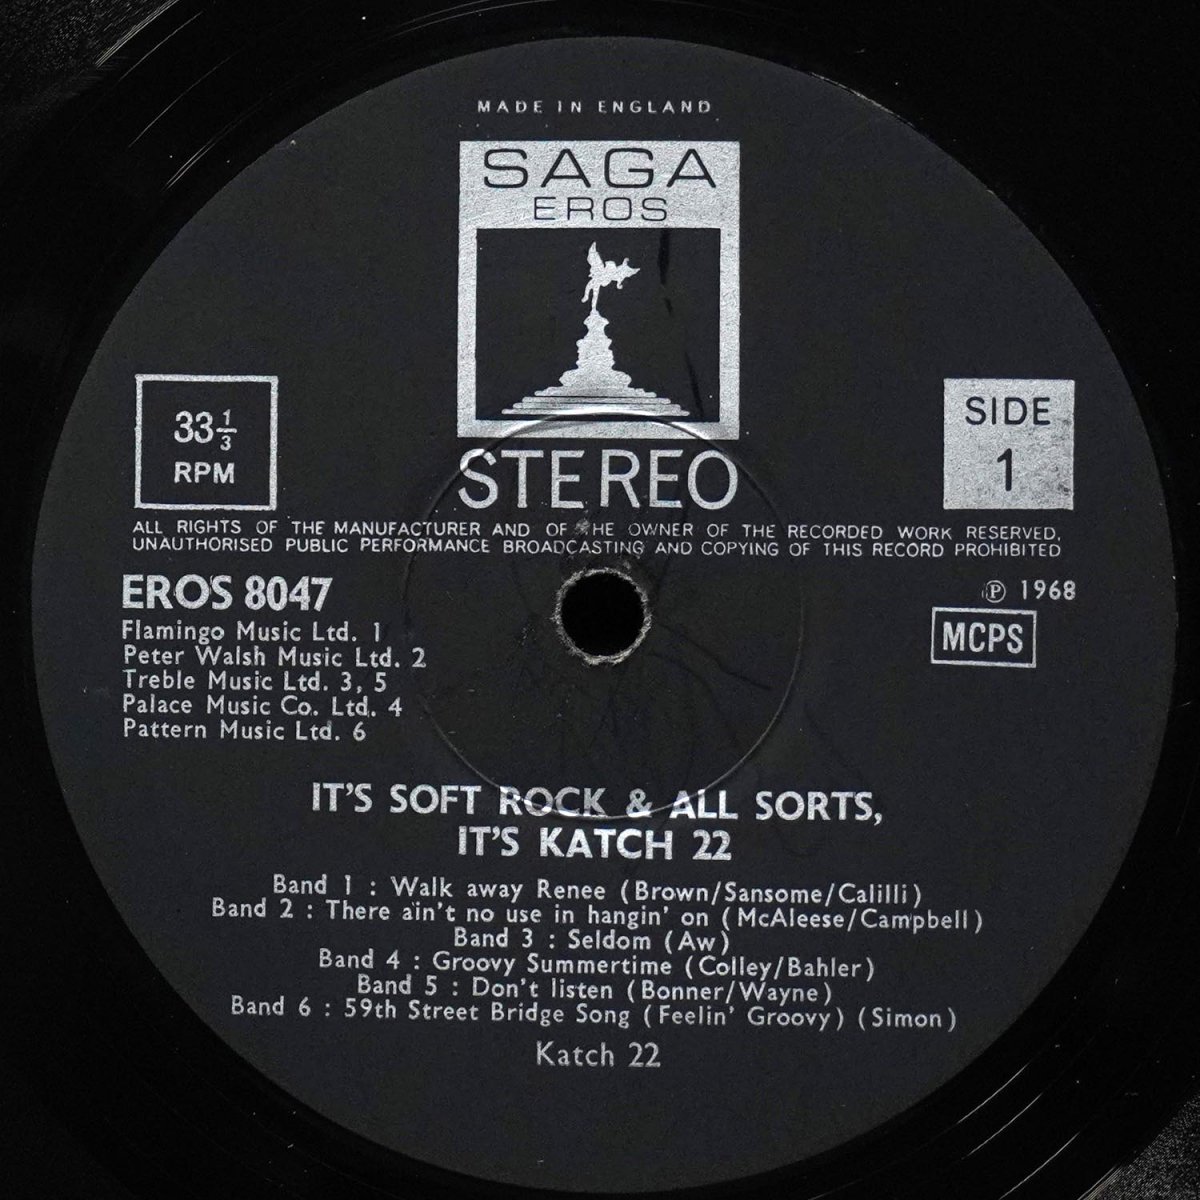 MADE IN ENGLAND
SAGA
EROS
33 1/3
RPM
SIDE
1
STEREO
ALL RIGHTS OF THE MANUFACTURER AND OF THE OWNER OF THE RECORDED WORK RESERVED,
UNAUTHORISED PUBLIC PERFORMANCE BROADCASTING AND COPYING OF THIS RECORD PROHIBITED
EROS 8047
℗ 1968
MCPS
Flamingo Music Ltd. 1
Peter Walsh Music Ltd. 2
Treble Music Ltd. 3, 5
Palace Music Co. Ltd. 4
Pattern Music Ltd. 6
IT'S SOFT ROCK & ALL SORTS,
IT'S KATCH 22
Band 1 : Walk away Renee (Brown/Sansome/Calilli)
Band 2 : There ain't no use in hangin' on (McAleese/Campbell)
Band 3 : Seldom (Aw)
Band 4 : Groovy Summertime (Colley/Bahler)
Band 5 : Don't listen (Bonner/Wayne)
Band 6 : 59th Street Bridge Song (Feelin' Groovy) (Simon)
Katch 22